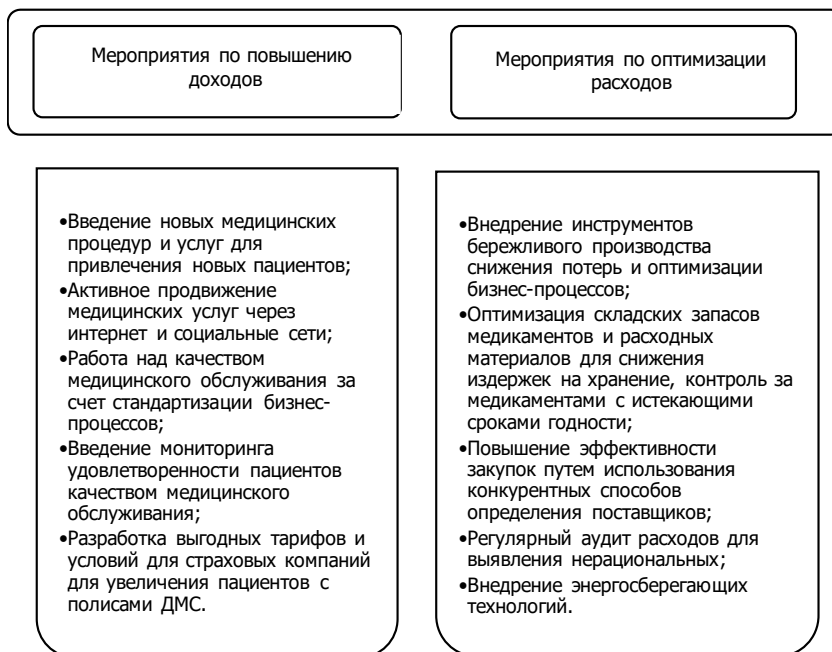 Мероприятия по повышению
доходов
Мероприятия по оптимизации
расходов
•Введение новых медицинских
процедур и услуг для
привлечения новых пациентов;
•Активное продвижение
медицинских услуг через
интернет и социальные сети;
•Работа над качеством
медицинского обслуживания за
счет стандартизации бизнес-
процессов;
•Введение мониторинга
удовлетворенности пациентов
качеством медицинского
обслуживания;
•Разработка выгодных тарифов и
условий для страховых компаний
для увеличения пациентов с
полисами ДМС.
•Внедрение инструментов
бережливого производства
снижения потерь и оптимизации
бизнес-процессов;
•Оптимизация складских запасов
медикаментов и расходных
материалов для снижения
издержек на хранение, контроль за
медикаментами с истекающими
сроками годности;
•Повышение эффективности
закупок путем использования
конкурентных способов
определения поставщиков;
•Регулярный аудит расходов для
выявления нерациональных;
•Внедрение энергосберегающих
технологий.